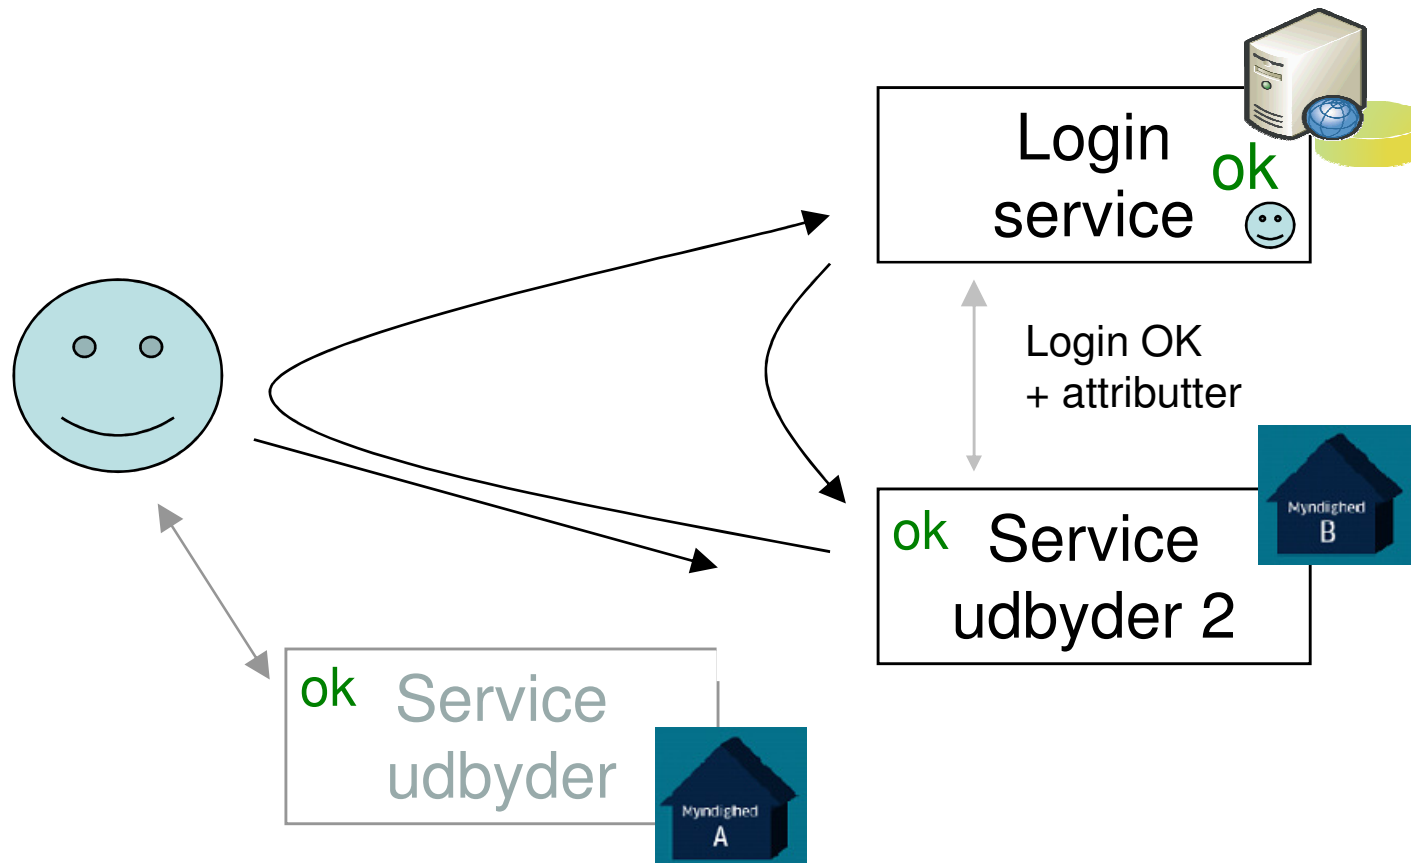 Login
service
ok
Login OK
+ attributter
ok
Service
udbyder 2
Myndighed
B
ok
Service
udbyder
Myndighed
A